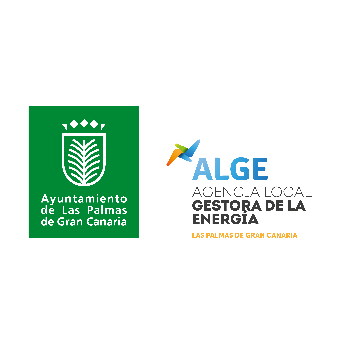 Ayuntamiento
de Las Palmas
de Gran Canaria
ALGE
AGENCIA LOCAL
GESTORA DE LA
ENERGÍA
LAS PALMAS DE GRAN CANARIA